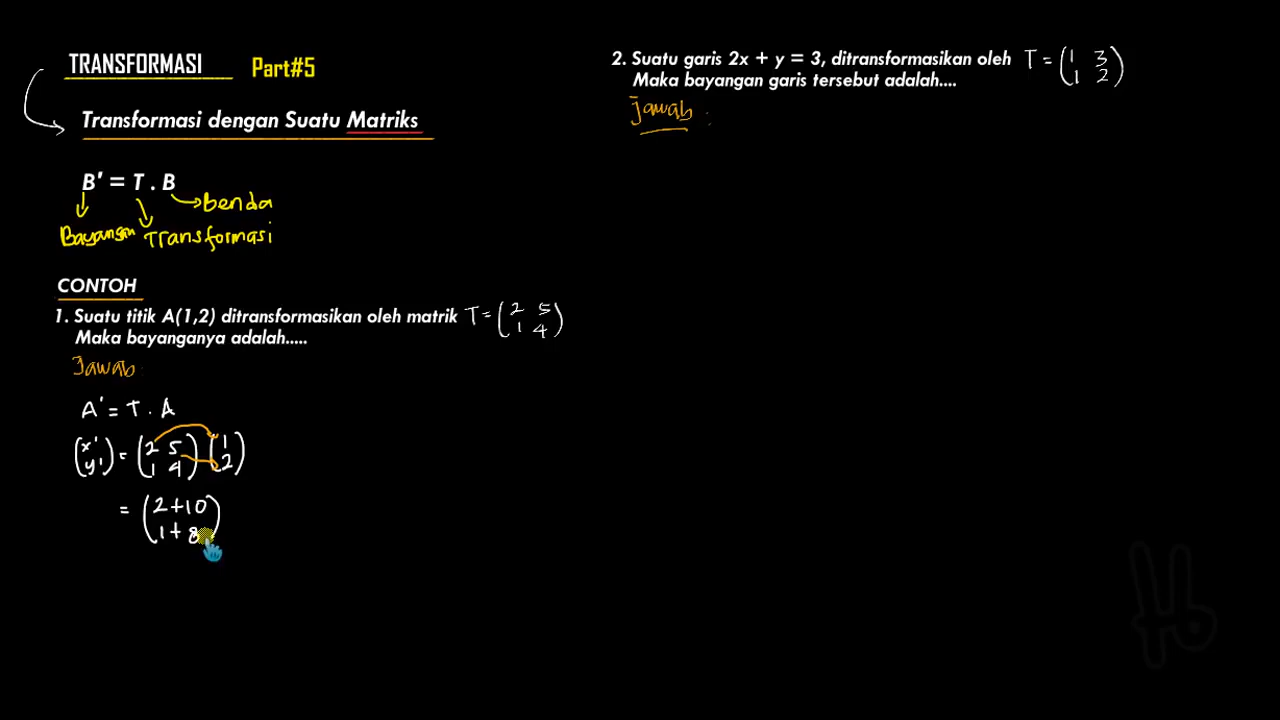 TRANSFORMASI Part#5
Transformasi dengan Suatu Matriks
B' = T . B
benda
Bayangan Transformasi
CONTOH
1. Suatu titik A(1,2) ditransformasikan oleh matrik T = (2 5
1 4)
Maka bayanganya adalah.....
Jawab :
A' = T . A
(x' = (2 5 (1
y') 1 4) 2)
= (2+10
1+8)
2. Suatu garis 2x + y = 3, ditransformasikan oleh T = (1 3
1 2)
Maka bayangan garis tersebut adalah....
Jawab :
Hb